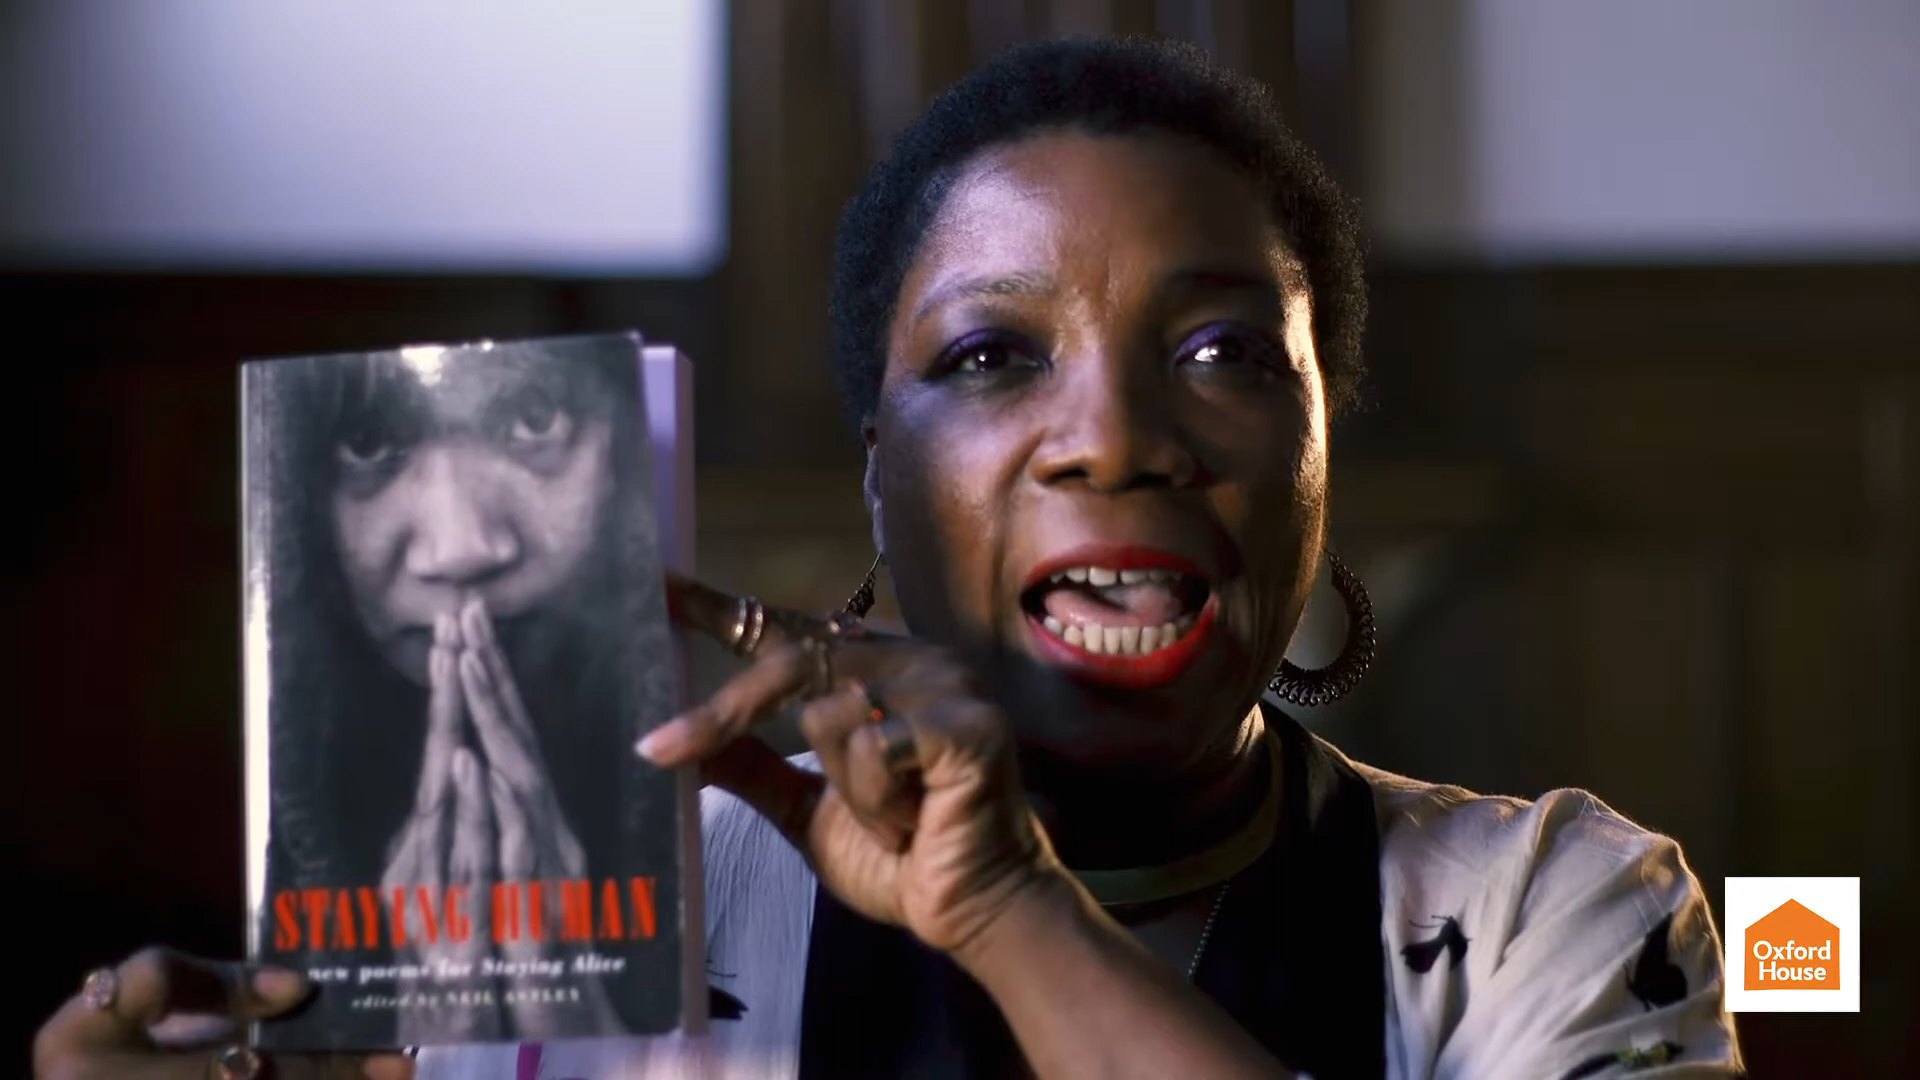 STAYING HUMAN
new poems for Staying Alive
edited by NEIL ASTLEY
Oxford
House